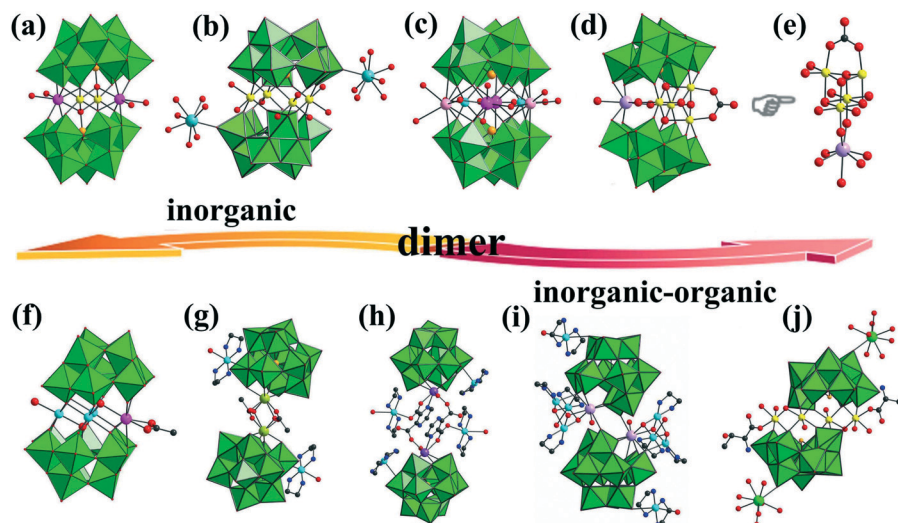 (a) (b) (c) (d) (e)
inorganic
dimer
inorganic-organic
(f) (g) (h) (i) (j)